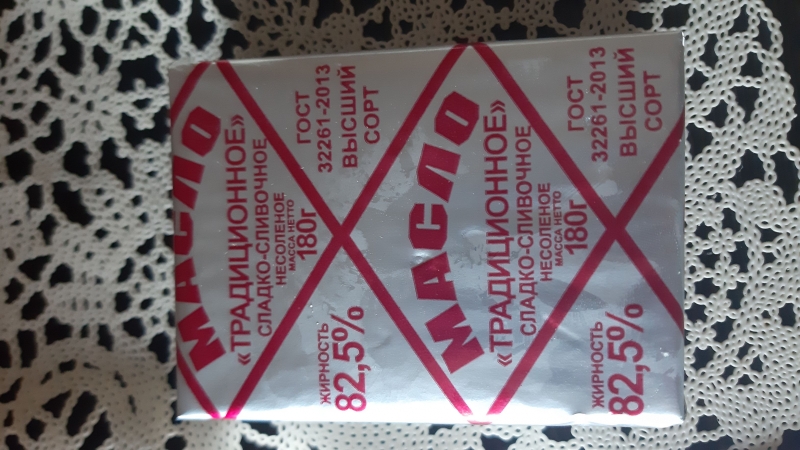 МАСЛО
«ТРАДИЦИОННОЕ»
СЛАДКО-СЛИВОЧНОЕ
НЕСОЛЕНОЕ
МАССА НЕТТО
180г
ГОСТ
32261-2013
ВЫСШИЙ
СОРТ
ЖИРНОСТЬ
82,5%
МАСЛО
«ТРАДИЦИОННОЕ»
СЛАДКО-СЛИВОЧНОЕ
НЕСОЛЕНОЕ
МАССА НЕТТО
180г
ГОСТ
32261-2013
ВЫСШИЙ
СОРТ
ЖИРНОСТЬ
82,5%